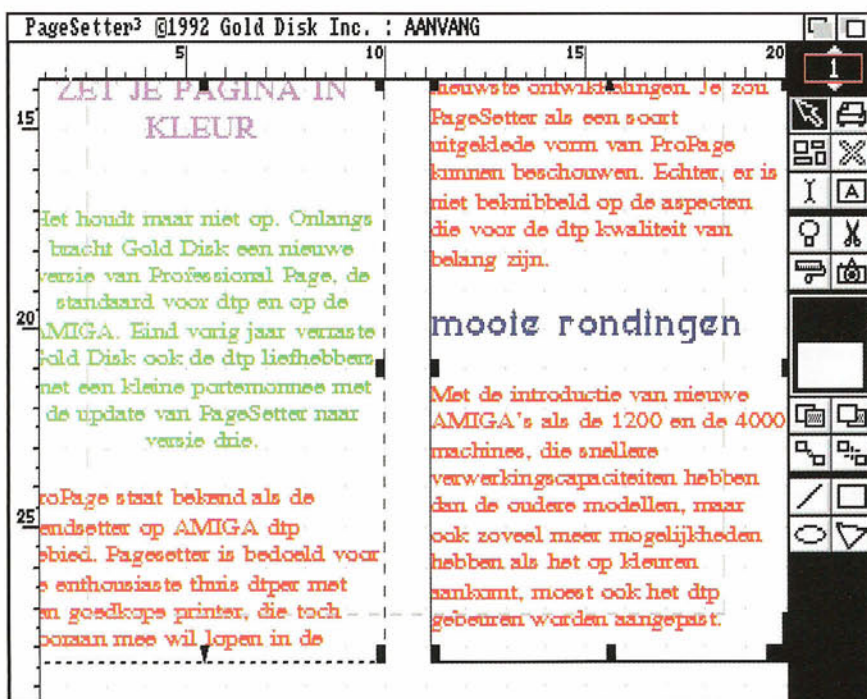 PageSetter³ ©1992 Gold Disk Inc. : AANVANG
5 10 15 20
1
15
20
25
ZET JE PAGINA IN
KLEUR
Het houdt maar niet op. Onlangs
bracht Gold Disk een nieuwe
versie van Professional Page, de
standaard voor dtp en op de
AMIGA. Eind vorig jaar verraste
Gold Disk ook de dtp liefhebbers
met een kleine portemonnee met
de update van PageSetter naar
versie drie.
roPage staat bekend als de
endsetter op AMIGA dtp
ebied. Pagesetter is bedoeld voor
e enthousiaste thuis dtper met
en goedkope printer, die toch
ooraan mee wil lopen in de
nieuwste ontwikkelingen. Je zou
PageSetter als een soort
uitgeklede vorm van ProPage
kunnen beschouwen. Echter, er is
niet beknibbeld op de aspecten
die voor de dtp kwaliteit van
belang zijn.
mooie rondingen
Met de introductie van nieuwe
AMIGA's als de 1200 en de 4000
machines, die snellere
verwerkingscapaciteiten hebben
dan de oudere modellen, maar
ook zoveel meer mogelijkheden
hebben als het op kleuren
aankomt, moest ook het dtp
gebeuren worden aangepast.
A